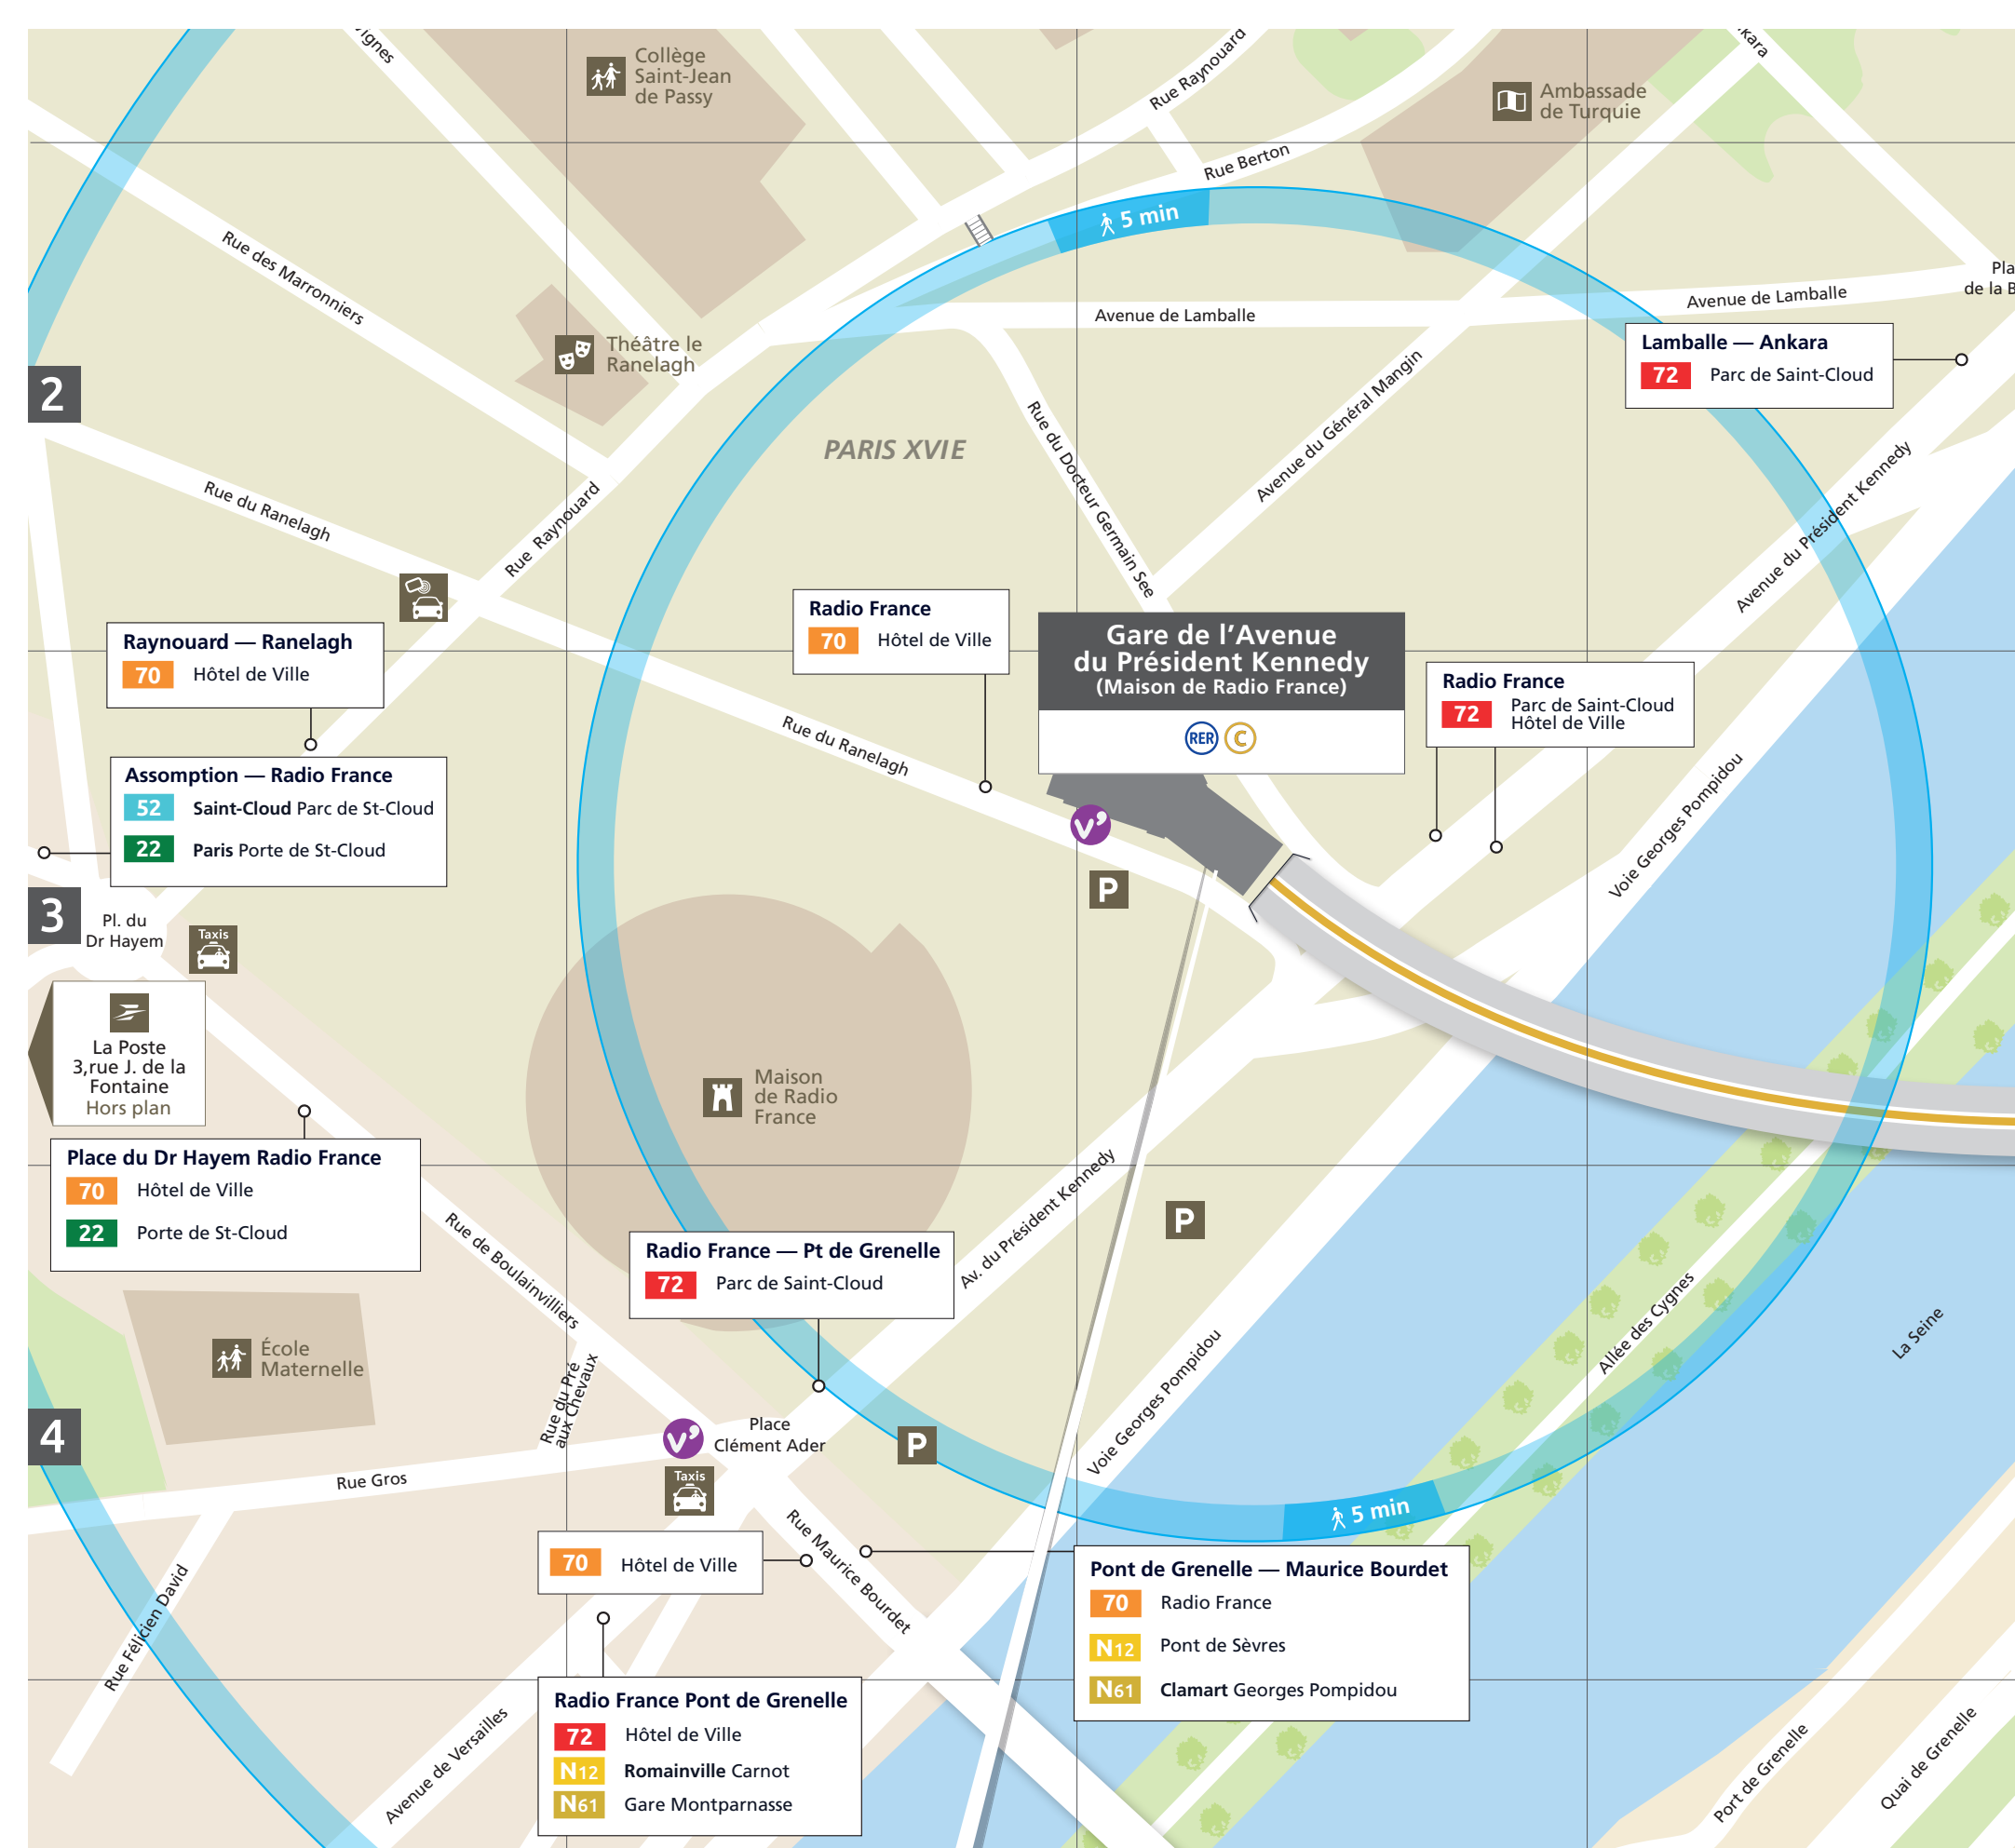 Collège
Saint-Jean
de Passy
Rue Raynouard
Ambassade
de Turquie
Rue Berton
5 min
Rue des Marronniers
Avenue de Lamballe
Avenue de Lamballe
Théâtre le
Ranelagh
Lamballe — Ankara
72 Parc de Saint-Cloud
2
PARIS XVIE
Rue du Docteur Germain See
Avenue du Général Mangin
Avenue du Président Kennedy
Rue du Ranelagh
Rue Raynouard
Radio France
70 Hôtel de Ville
Gare de l’Avenue
du Président Kennedy
(Maison de Radio France)
RER C
Raynouard — Ranelagh
70 Hôtel de Ville
Radio France
72 Parc de Saint-Cloud
Hôtel de Ville
Rue du Ranelagh
Voie Georges Pompidou
Assomption — Radio France
52 Saint-Cloud Parc de St-Cloud
22 Paris Porte de St-Cloud
V’
P
3
Pl. du
Dr Hayem
Taxis
La Poste
3,rue J. de la
Fontaine
Hors plan
Maison
de Radio
France
Place du Dr Hayem Radio France
70 Hôtel de Ville
22 Porte de St-Cloud
Rue de Boulainvilliers
Av. du Président Kennedy
P
Radio France — Pt de Grenelle
72 Parc de Saint-Cloud
Allée des Cygnes
La Seine
École
Maternelle
Rue du Pré
aux Chevaux
Voie Georges Pompidou
4
V’
Place
Clément Ader
P
Rue Gros
Taxis
5 min
Rue Maurice Bourdet
70 Hôtel de Ville
Pont de Grenelle — Maurice Bourdet
70 Radio France
N12 Pont de Sèvres
N61 Clamart Georges Pompidou
Rue Félicien David
Radio France Pont de Grenelle
72 Hôtel de Ville
N12 Romainville Carnot
N61 Gare Montparnasse
Avenue de Versailles
Port de Grenelle
Quai de Grenelle